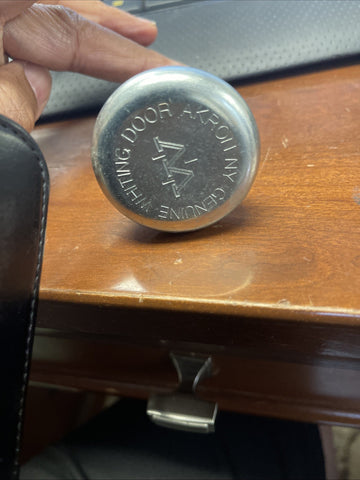 GENUINE WHITING DOOR AKRON NY